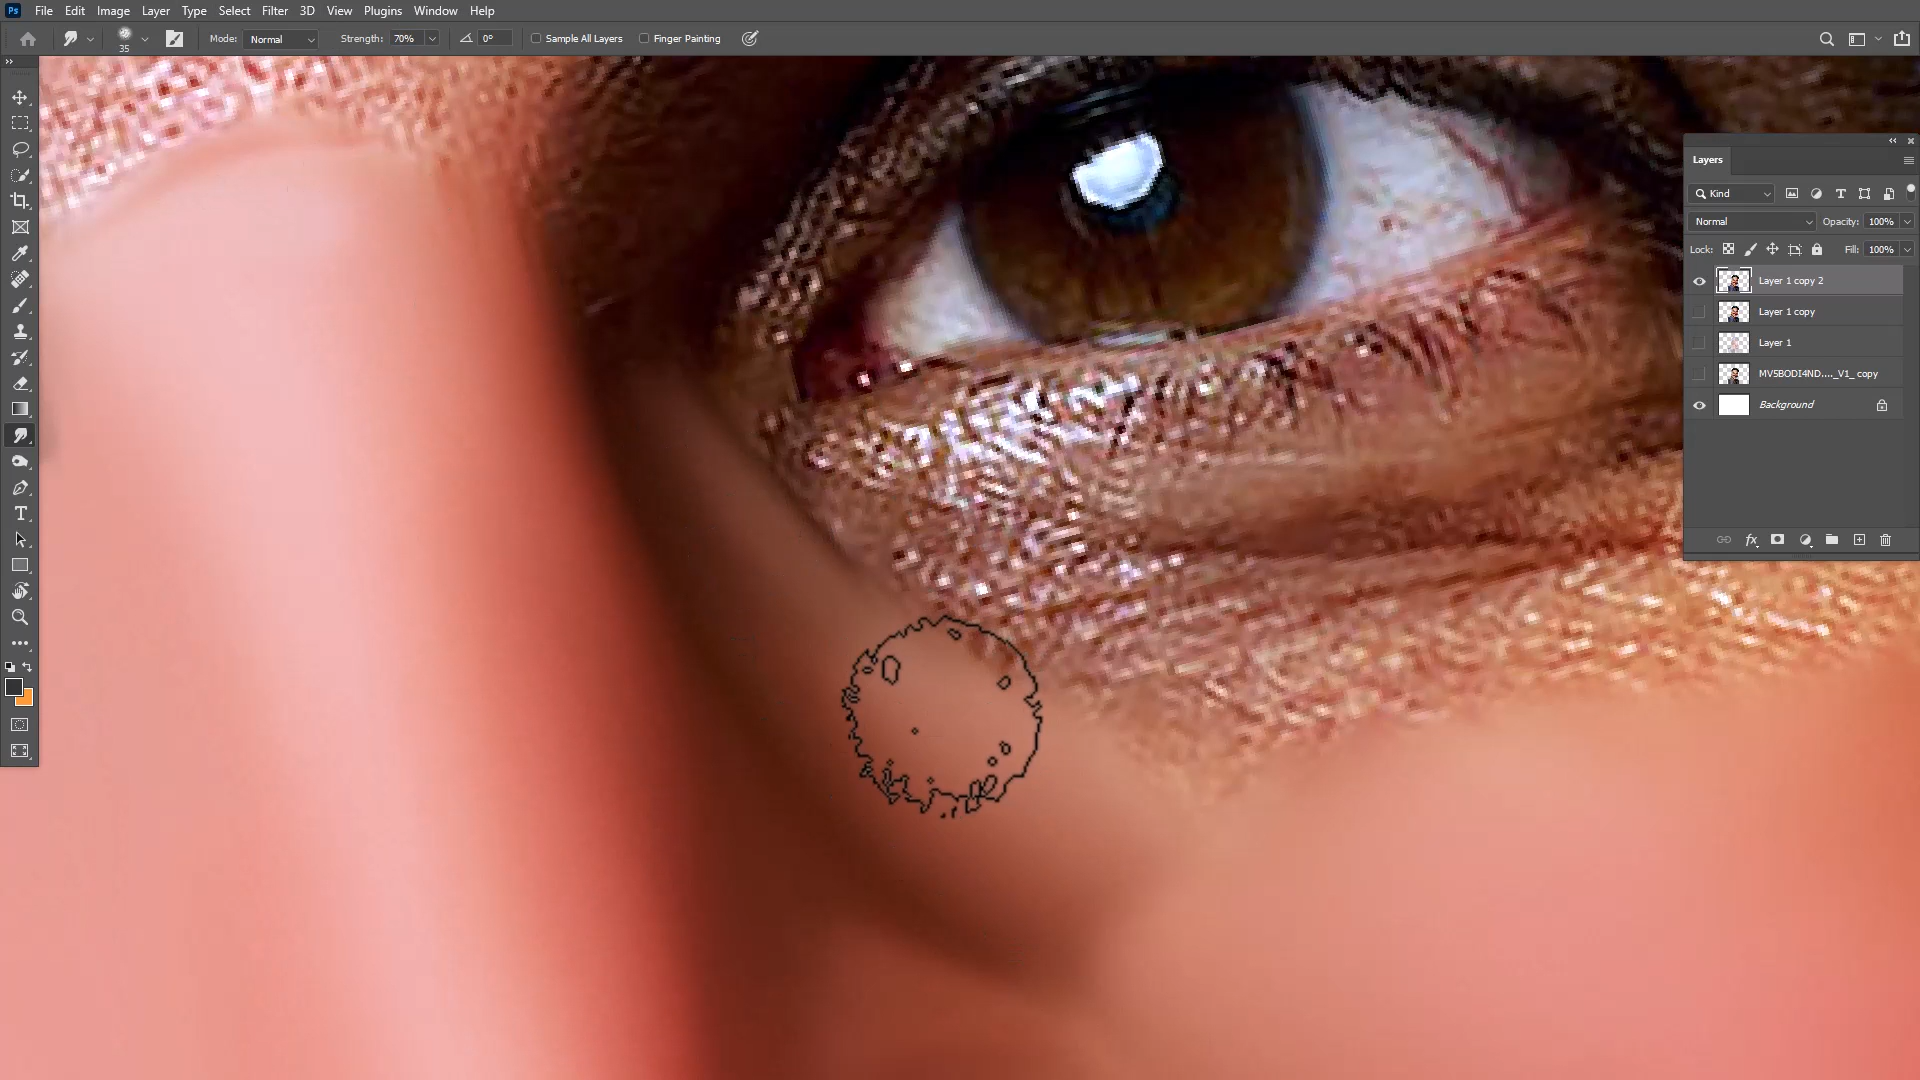 Ps File Edit Image Layer Type Select Filter 3D View Plugins Window Help
35 Mode: Normal Strength: 70% 0° Sample All Layers Finger Painting
Layers
Kind
Normal Opacity: 100%
Lock: Fill: 100%
Layer 1 copy 2
Layer 1 copy
Layer 1
MV5BODI4ND...._V1_ copy
Background
fx